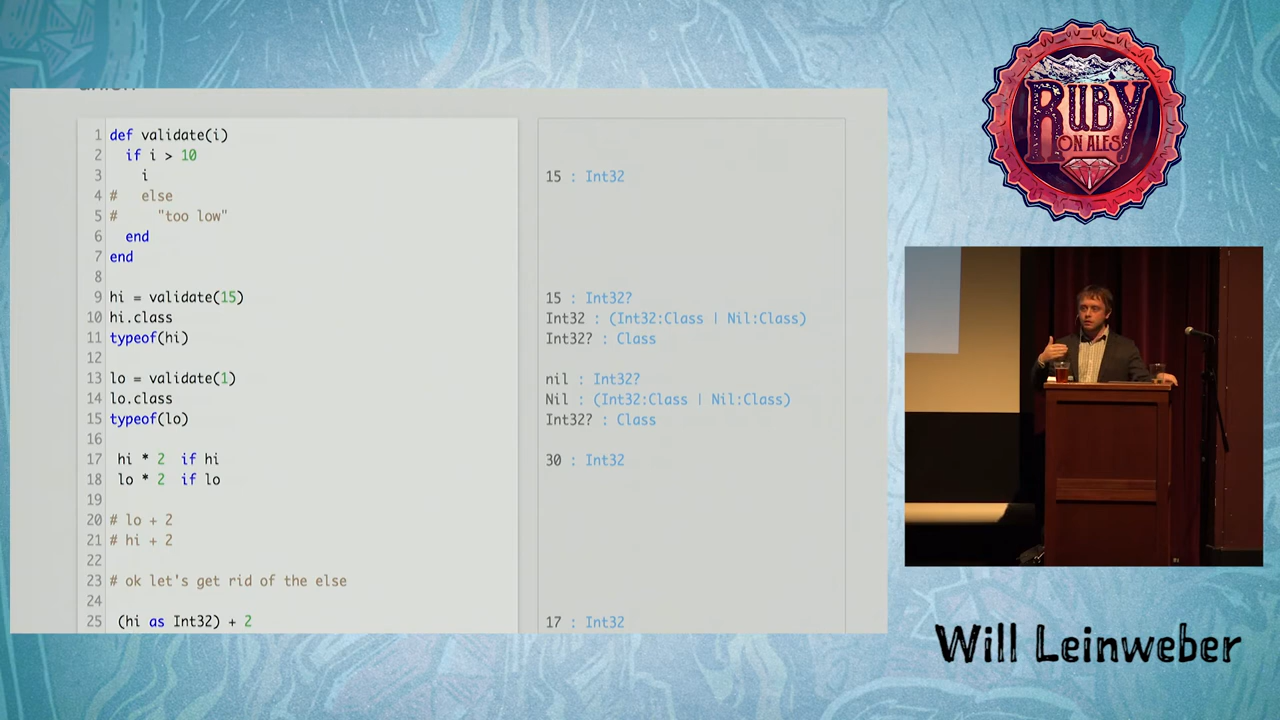 union
1 def validate(i)
2   if i > 10
3     i
4 #   else
5 #     "too low"
6   end
7 end
8
9 hi = validate(15)
10 hi.class
11 typeof(hi)
12
13 lo = validate(1)
14 lo.class
15 typeof(lo)
16
17  hi * 2  if hi
18  lo * 2  if lo
19
20 # lo + 2
21 # hi + 2
22
23 # ok let's get rid of the else
24
25  (hi as Int32) + 2
15 : Int32
15 : Int32?
Int32 : (Int32:Class | Nil:Class)
Int32? : Class
nil : Int32?
Nil : (Int32:Class | Nil:Class)
Int32? : Class
30 : Int32
17 : Int32
RUBY
ON ALES
Will Leinweber